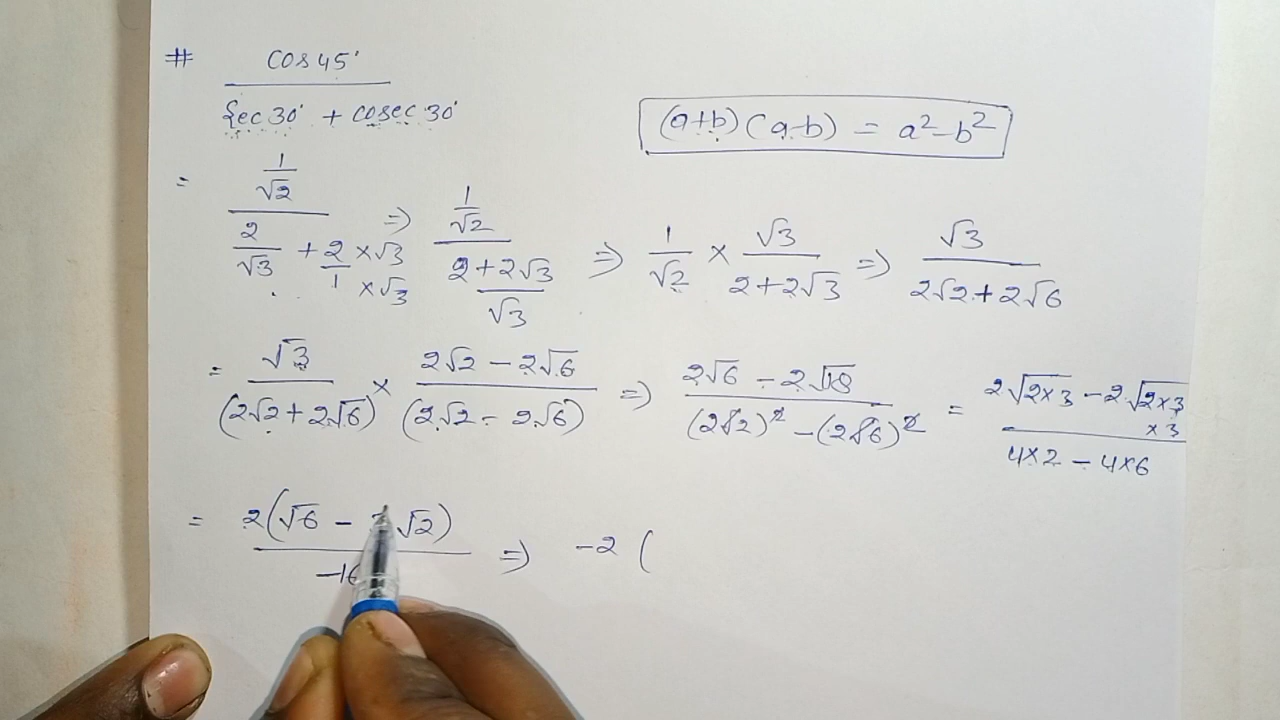 # cos 45° / (Sec 30° + cosec 30°)
(a+b)(a-b) = a²-b²
= (1/√2) / (2/√3 + 2/1 ×√3/×√3) ⇒ (1/√2) / ((2+2√3)/√3) ⇒ 1/√2 × √3/(2+2√3) ⇒ √3/(2√2+2√6)
= √3/(2√2+2√6) × (2√2-2√6)/(2√2-2√6) ⇒ (2√6-2√18)/((2√2)²-(2√6)²) = (2√2×3 - 2√2×3×3)/(4×2-4×6)
= 2(√6 - √2)/ ⇒ -2 (